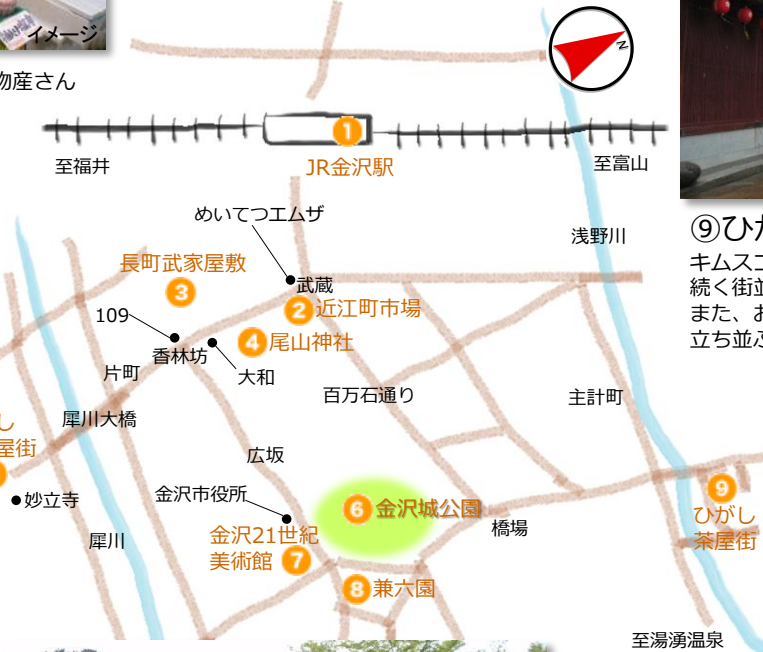 イメージ
物産さん
N
1
JR金沢駅
至福井
至富山
めいてつエムザ
浅野川
長町武家屋敷
3
武蔵
2
近江町市場
109
4
尾山神社
香林坊
大和
片町
百万石通り
主計町
犀川大橋
し
屋街
広坂
妙立寺
金沢市役所
6
金沢城公園
犀川
金沢21世紀
美術館
7
橋場
8
兼六園
9
ひがし
茶屋街
至湯湧温泉
⑨ひが
キムスコ
続く街並
また、お
立ち並ぶ